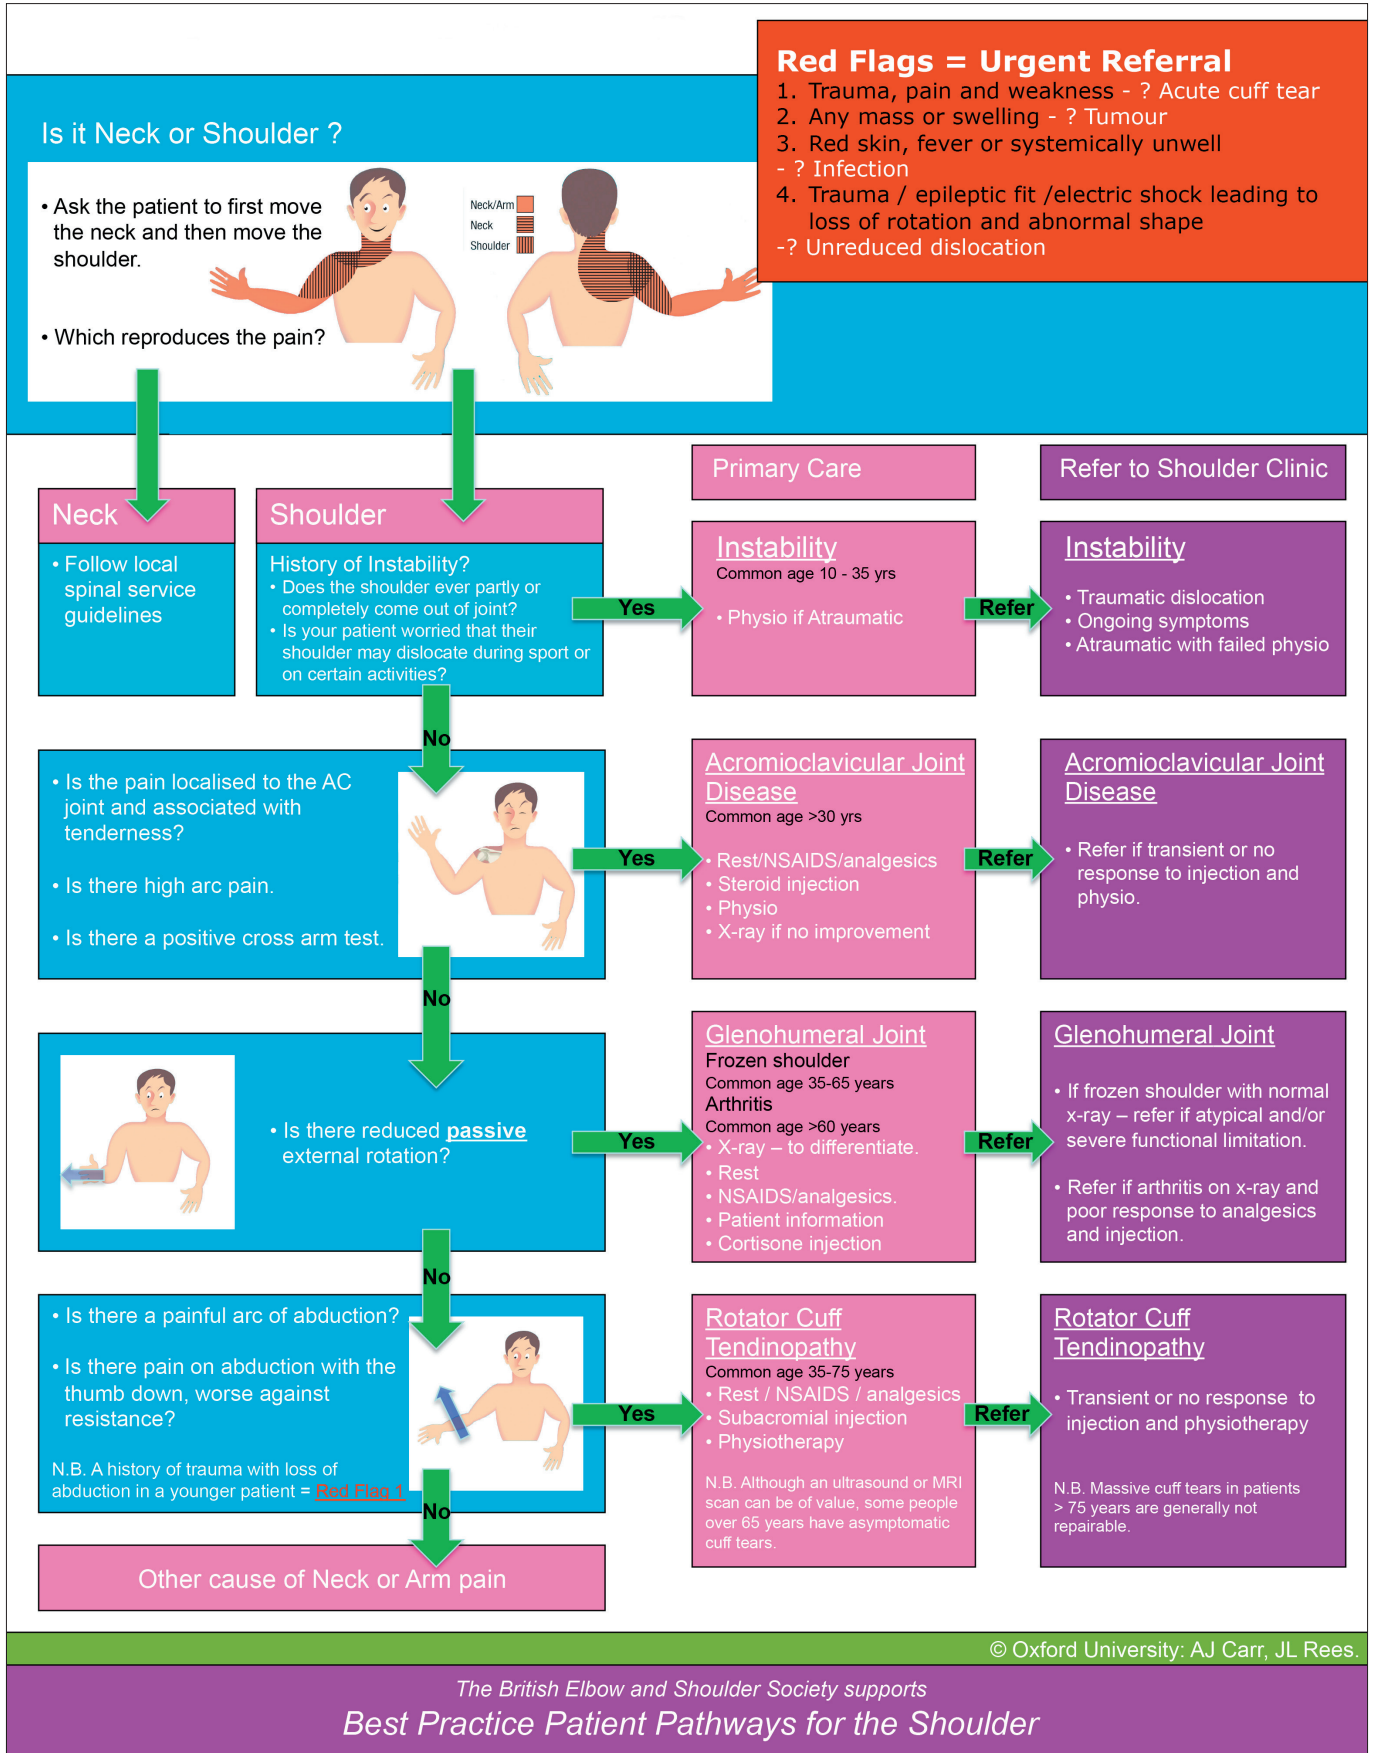 Red Flags = Urgent Referral
1. Trauma, pain and weakness - ? Acute cuff tear
2. Any mass or swelling - ? Tumour
3. Red skin, fever or systemically unwell
- ? Infection
4. Trauma / epileptic fit /electric shock leading to
loss of rotation and abnormal shape
-? Unreduced dislocation
Is it Neck or Shoulder ?
• Ask the patient to first move
the neck and then move the
shoulder.
• Which reproduces the pain?
Neck/Arm
Neck
Shoulder
Neck
• Follow local
spinal service
guidelines
Shoulder
History of Instability?
• Does the shoulder ever partly or
completely come out of joint?
• Is your patient worried that their
shoulder may dislocate during sport or
on certain activities?
Yes
No
Primary Care
Refer to Shoulder Clinic
Instability
Common age 10 - 35 yrs
• Physio if Atraumatic
Refer
Instability
• Traumatic dislocation
• Ongoing symptoms
• Atraumatic with failed physio
• Is the pain localised to the AC
joint and associated with
tenderness?
• Is there high arc pain.
• Is there a positive cross arm test.
Yes
No
Acromioclavicular Joint
Disease
Common age >30 yrs
• Rest/NSAIDS/analgesics
• Steroid injection
• Physio
• X-ray if no improvement
Refer
Acromioclavicular Joint
Disease
• Refer if transient or no
response to injection and
physio.
• Is there reduced passive
external rotation?
Yes
No
Glenohumeral Joint
Frozen shoulder
Common age 35-65 years
Arthritis
Common age >60 years
• X-ray – to differentiate.
• Rest
• NSAIDS/analgesics.
• Patient information
• Cortisone injection
Refer
Glenohumeral Joint
• If frozen shoulder with normal
x-ray – refer if atypical and/or
severe functional limitation.
• Refer if arthritis on x-ray and
poor response to analgesics
and injection.
• Is there a painful arc of abduction?
• Is there pain on abduction with the
thumb down, worse against
resistance?
N.B. A history of trauma with loss of
abduction in a younger patient = Red Flag 1
Yes
No
Rotator Cuff
Tendinopathy
Common age 35-75 years
• Rest / NSAIDS / analgesics
• Subacromial injection
• Physiotherapy
N.B. Although an ultrasound or MRI
scan can be of value, some people
over 65 years have asymptomatic
cuff tears.
Refer
Rotator Cuff
Tendinopathy
• Transient or no response to
injection and physiotherapy
N.B. Massive cuff tears in patients
> 75 years are generally not
repairable.
Other cause of Neck or Arm pain
© Oxford University: AJ Carr, JL Rees.
The British Elbow and Shoulder Society supports
Best Practice Patient Pathways for the Shoulder